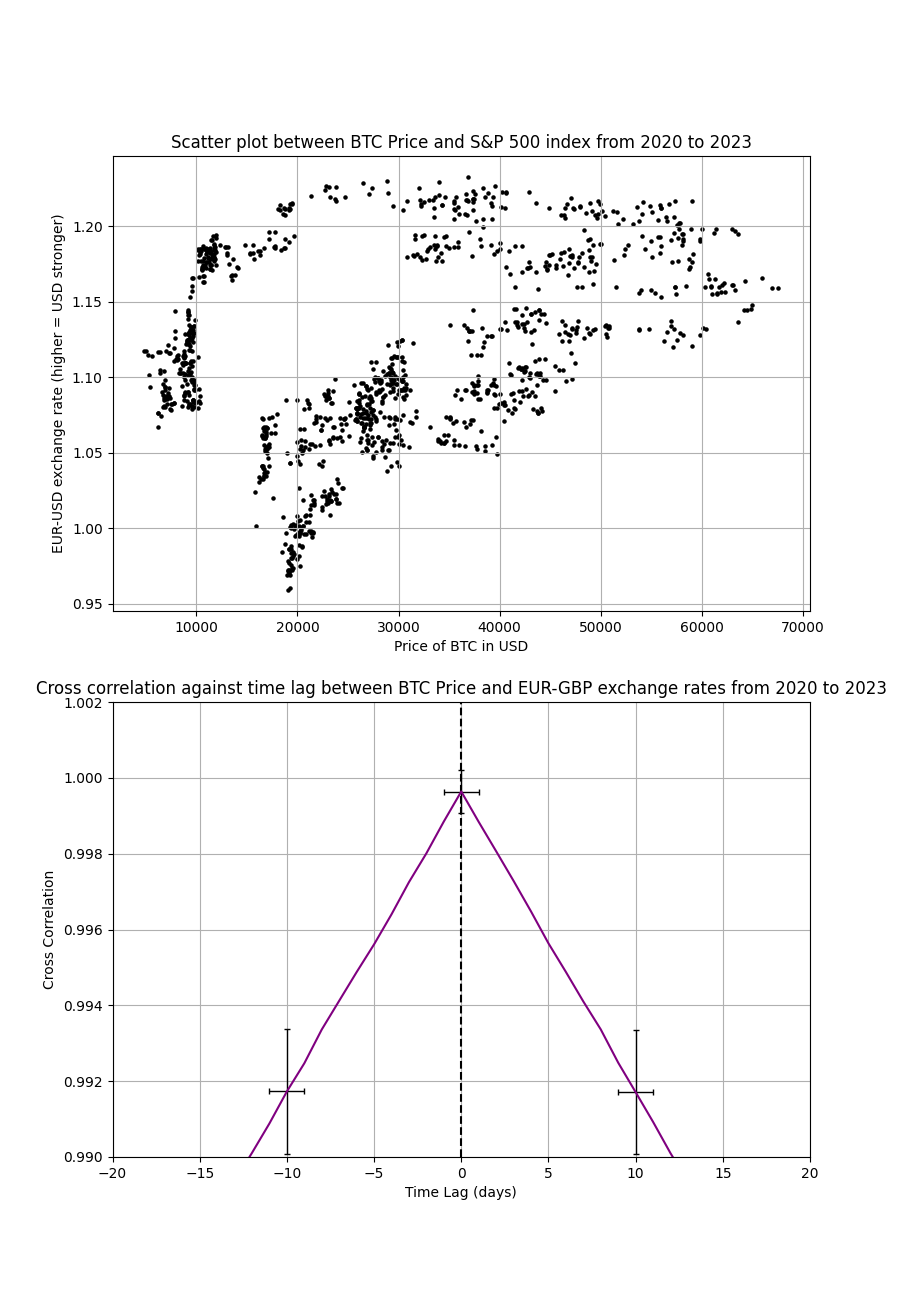 Scatter plot between BTC Price and S&P 500 index from 2020 to 2023
EUR-USD exchange rate (higher = USD stronger)
1.20
1.15
1.10
1.05
1.00
0.95
10000 20000 30000 40000 50000 60000 70000
Price of BTC in USD
Cross correlation against time lag between BTC Price and EUR-GBP exchange rates from 2020 to 2023
Cross Correlation
1.002
1.000
0.998
0.996
0.994
0.992
0.990
−20 −15 −10 −5 0 5 10 15 20
Time Lag (days)